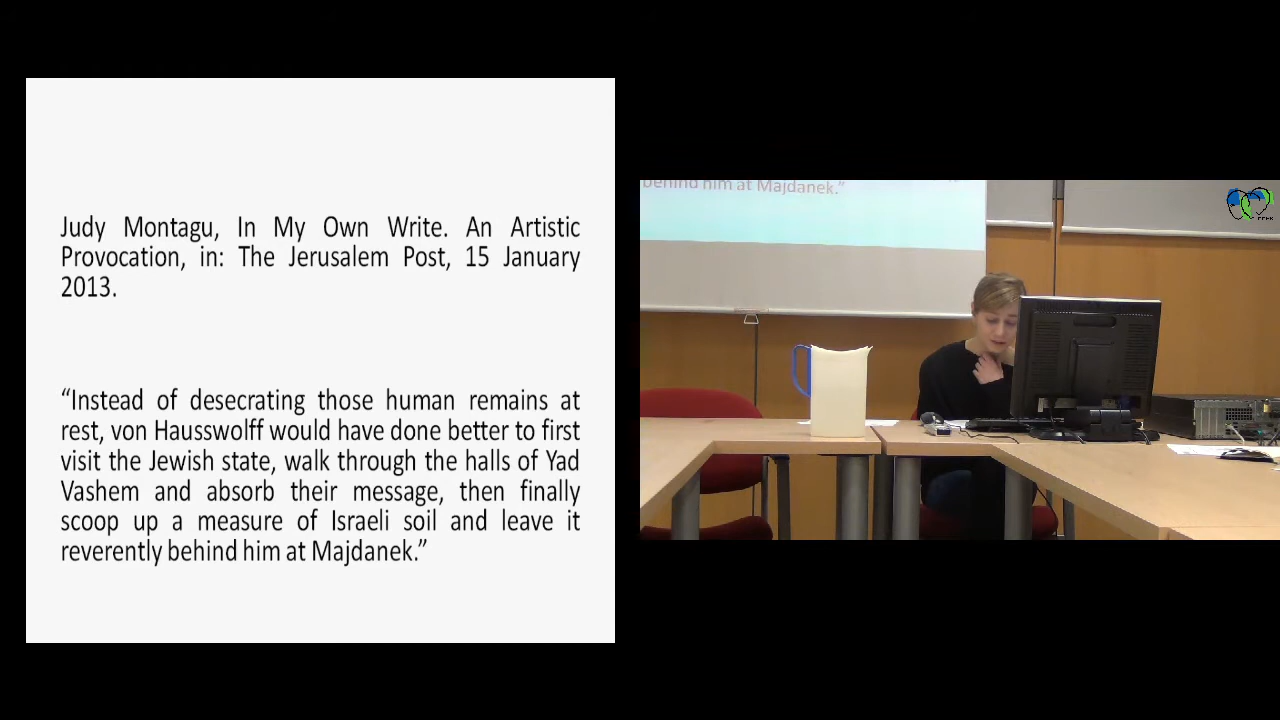 Judy Montagu, In My Own Write. An Artistic
Provocation, in: The Jerusalem Post, 15 January
2013.
“Instead of desecrating those human remains at
rest, von Hausswolff would have done better to first
visit the Jewish state, walk through the halls of Yad
Vashem and absorb their message, then finally
scoop up a measure of Israeli soil and leave it
reverently behind him at Majdanek.”
behind him at Majdanek.”